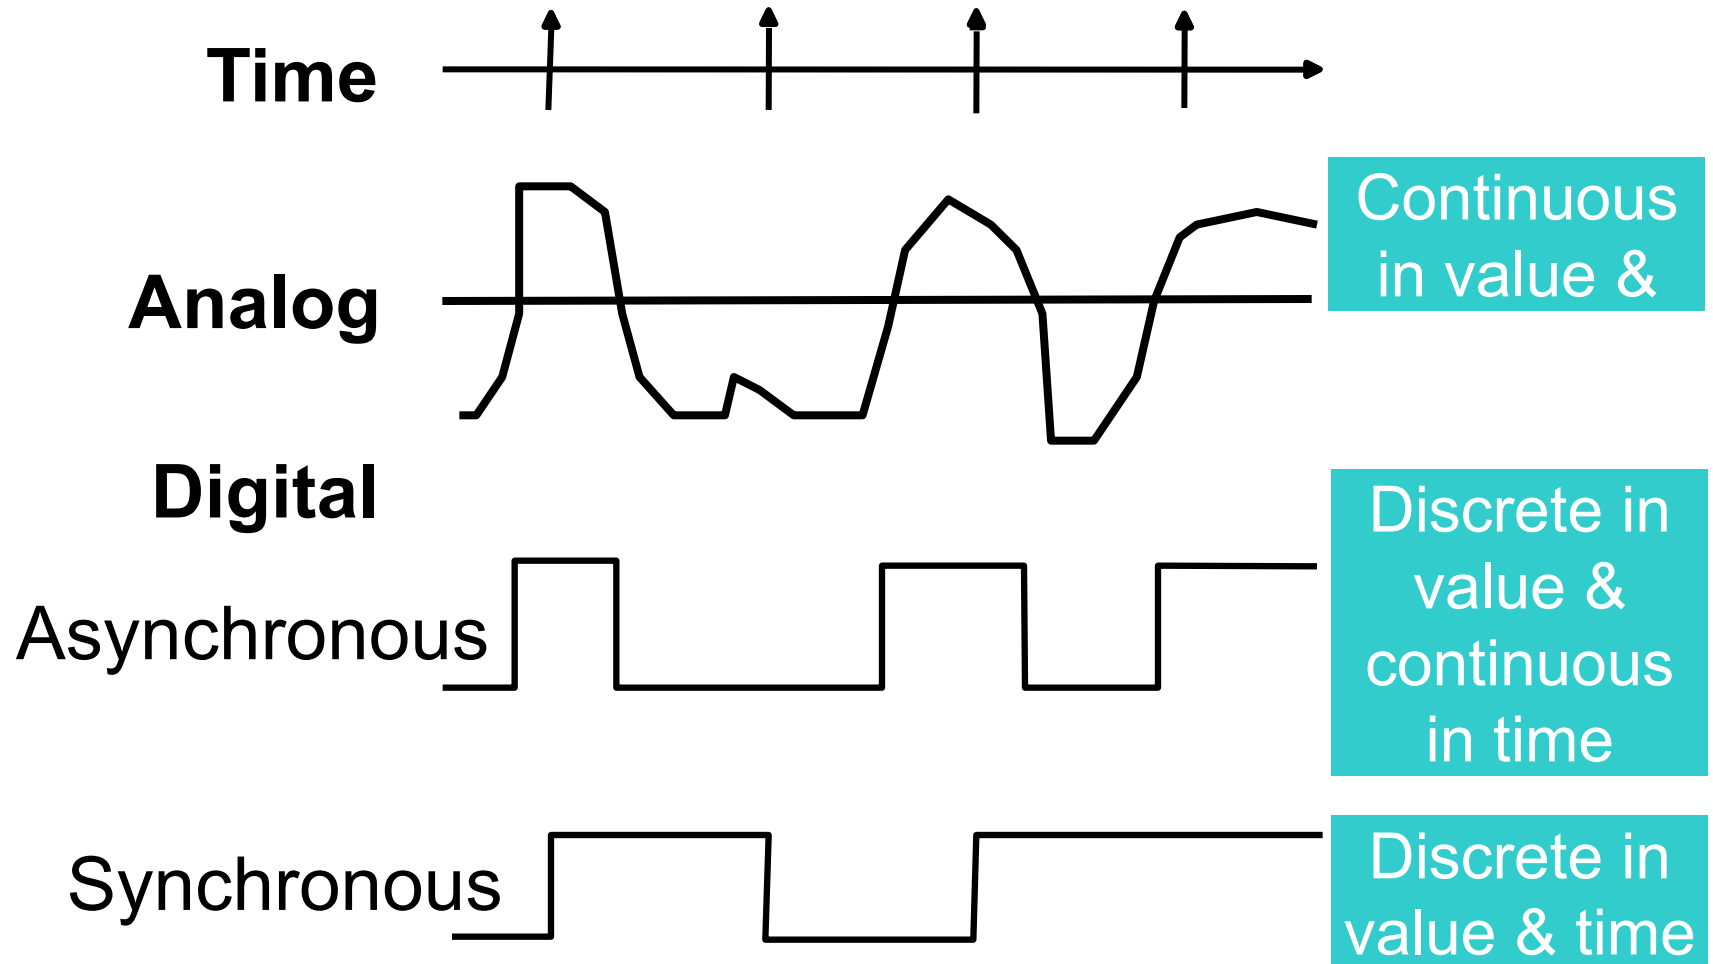 Time
Analog
Continuous
in value &
Digital
Asynchronous
Discrete in
value &
continuous
in time
Synchronous
Discrete in
value & time